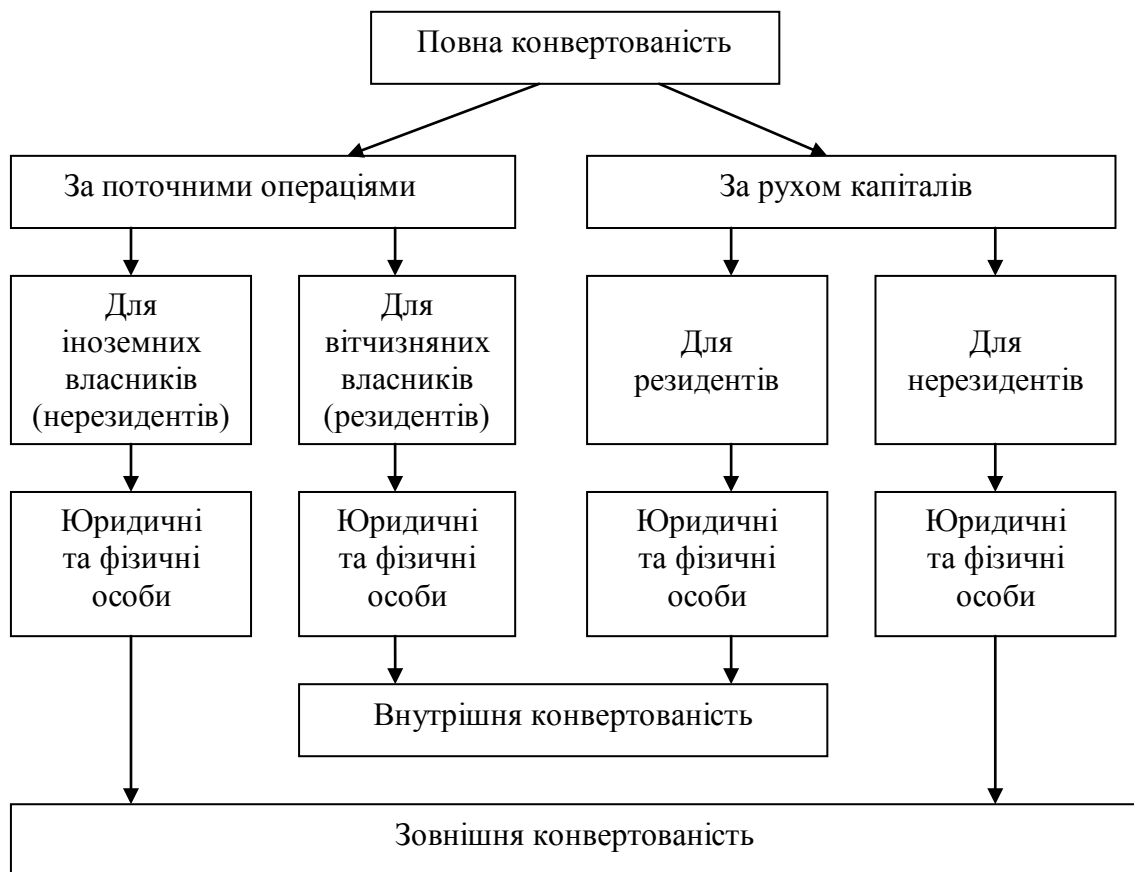 Повна конвертованість
За поточними операціями
За рухом капіталів
Для
іноземних
власників
(нерезидентів)
Для
вітчизняних
власників
(резидентів)
Для
резидентів
Для
нерезидентів
Юридичні
та фізичні
особи
Юридичні
та фізичні
особи
Юридичні
та фізичні
особи
Юридичні
та фізичні
особи
Внутрішня конвертованість
Зовнішня конвертованість